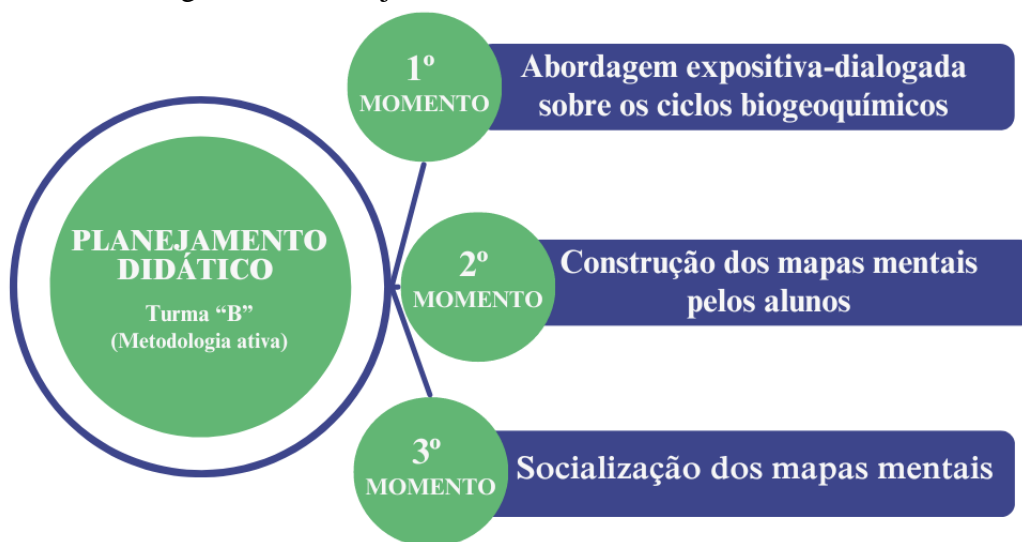 PLANEJAMENTO
DIDÁTICO
Turma “B”
(Metodologia ativa)
1º
MOMENTO
Abordagem expositiva-dialogada
sobre os ciclos biogeoquímicos
2º
MOMENTO
Construção dos mapas mentais
pelos alunos
3º
MOMENTO
Socialização dos mapas mentais